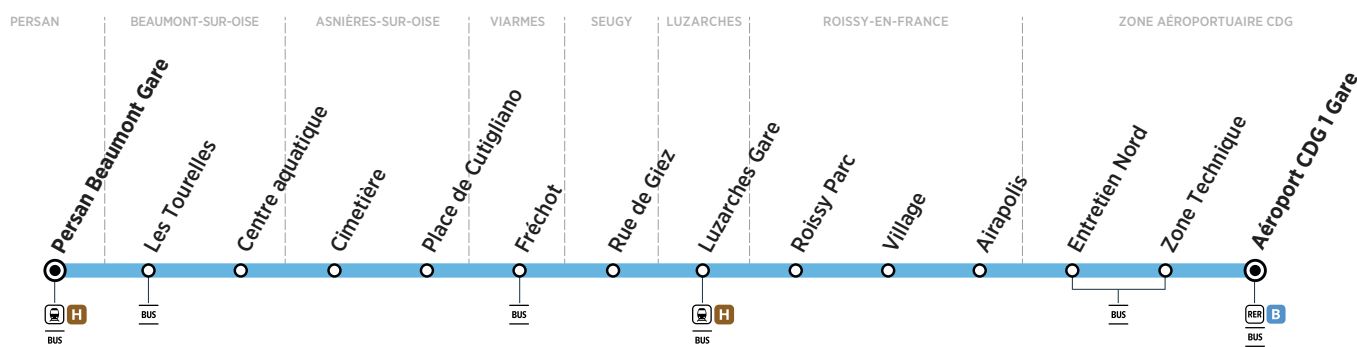 PERSAN
BEAUMONT-SUR-OISE
ASNIÈRES-SUR-OISE
VIARMES
SEUGY
LUZARCHES
ROISSY-EN-FRANCE
ZONE AÉROPORTUAIRE CDG
Persan Beaumont Gare
Les Tourelles
Centre aquatique
Cimetière
Place de Cutigliano
Fréchot
Rue de Giez
Luzarches Gare
Roissy Parc
Village
Airapolis
Entretien Nord
Zone Technique
Aéroport CDG 1 Gare
H
BUS
BUS
BUS
H
BUS
BUS
RER B
BUS